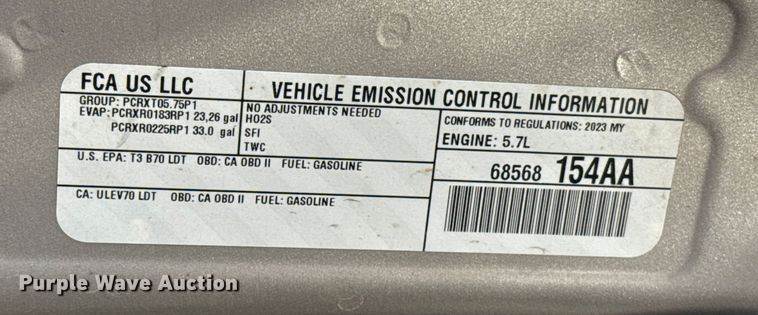 FCA US LLC
GROUP: PCRXT05.75P1
EVAP: PCRXR0183RP1 23,26 gal
PCRXR0225RP1 33.0 gal
VEHICLE EMISSION CONTROL INFORMATION
NO ADJUSTMENTS NEEDED
HO2S
SFI
TWC
CONFORMS TO REGULATIONS: 2023 MY
ENGINE: 5.7L
U.S. EPA: T3 B70 LDT OBD: CA OBD II FUEL: GASOLINE
CA: ULEV70 LDT OBD: CA OBD II FUEL: GASOLINE
68568 154AA
Purple Wave Auction